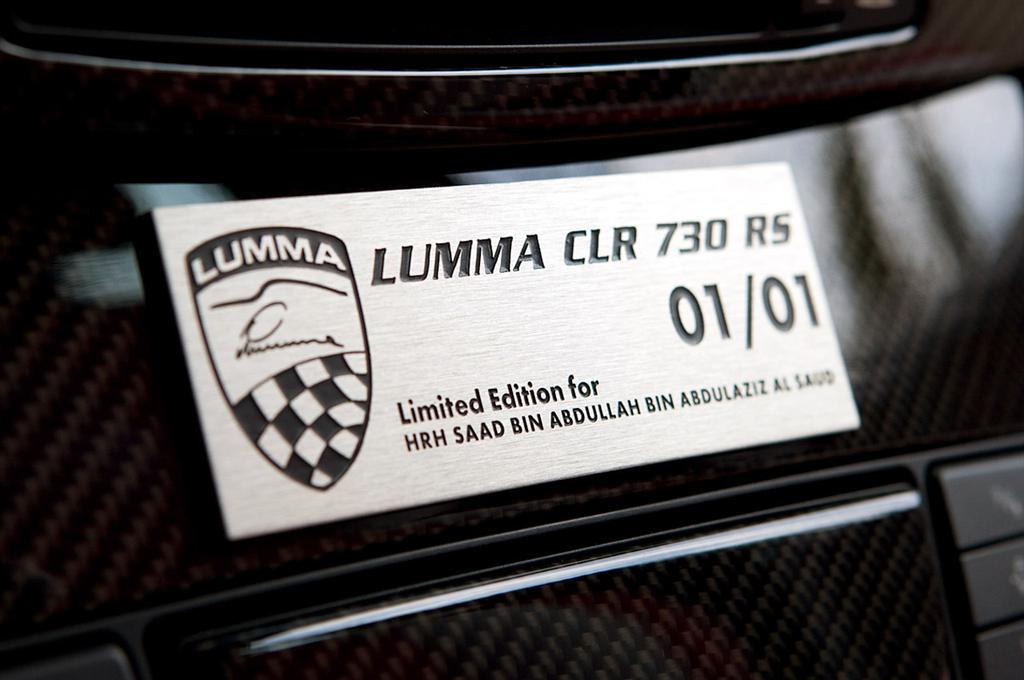 LUMMA
LUMMA CLR 730 RS
01/01
Limited Edition for
HRH SAAD BIN ABDULLAH BIN ABDULAZIZ AL SAUD